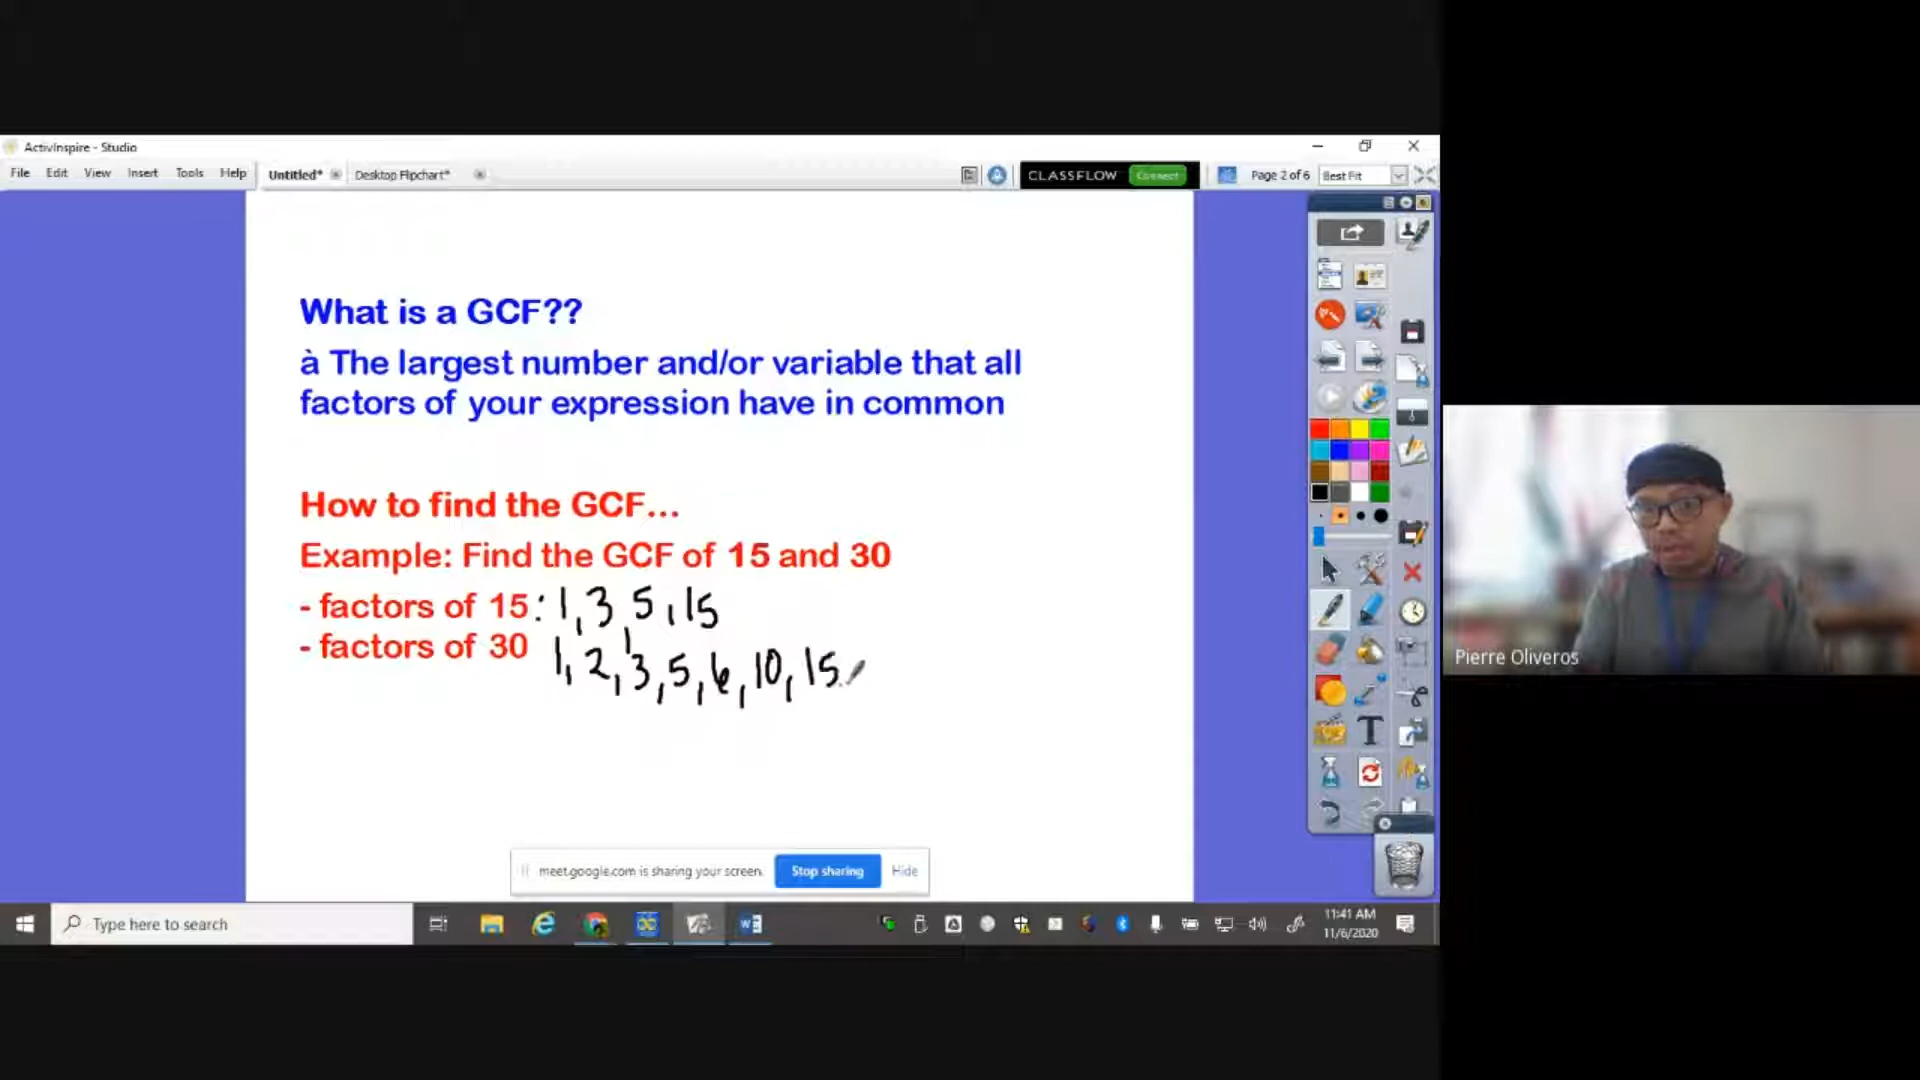 ActivInspire - Studio
File Edit View Insert Tools Help Untitled* Desktop Flipchart* CLASSFLOW Connect Page 2 of 6 Best Fit
What is a GCF??
à The largest number and/or variable that all
factors of your expression have in common
How to find the GCF...
Example: Find the GCF of 15 and 30
- factors of 15 : 1, 3, 5, 15
- factors of 30 1, 2, 3, 5, 6, 10, 15,
Pierre Oliveros
meet.google.com is sharing your screen. Stop sharing Hide
Type here to search
11:41 AM
11/6/2020